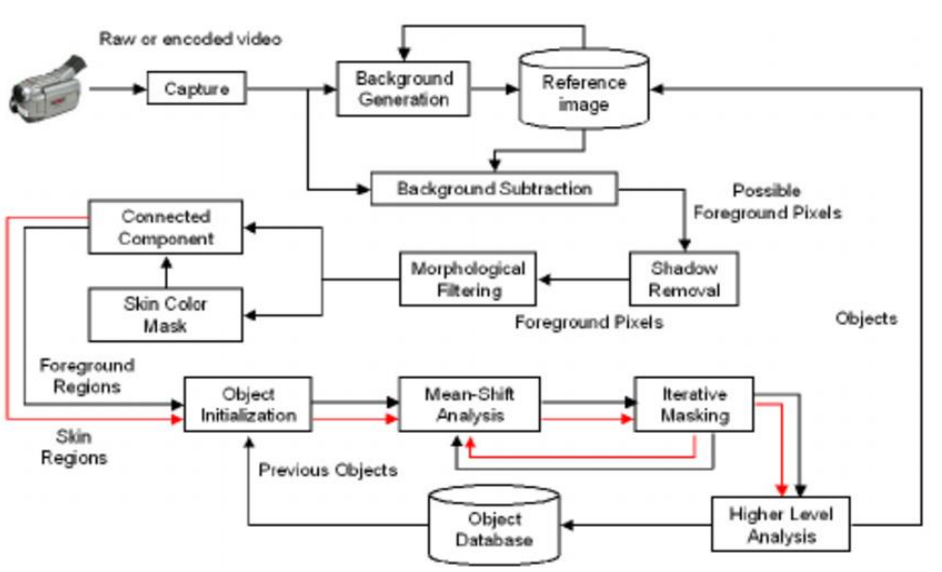 Raw or encoded video
Capture
Background
Generation
Reference
image
Background Subtraction
Possible
Foreground Pixels
Connected
Component
Morphological
Filtering
Shadow
Removal
Skin Color
Mask
Foreground Pixels
Objects
Foreground
Regions
Object
Initialization
Mean-Shift
Analysis
Iterative
Masking
Skin
Regions
Previous Objects
Object
Database
Higher Level
Analysis